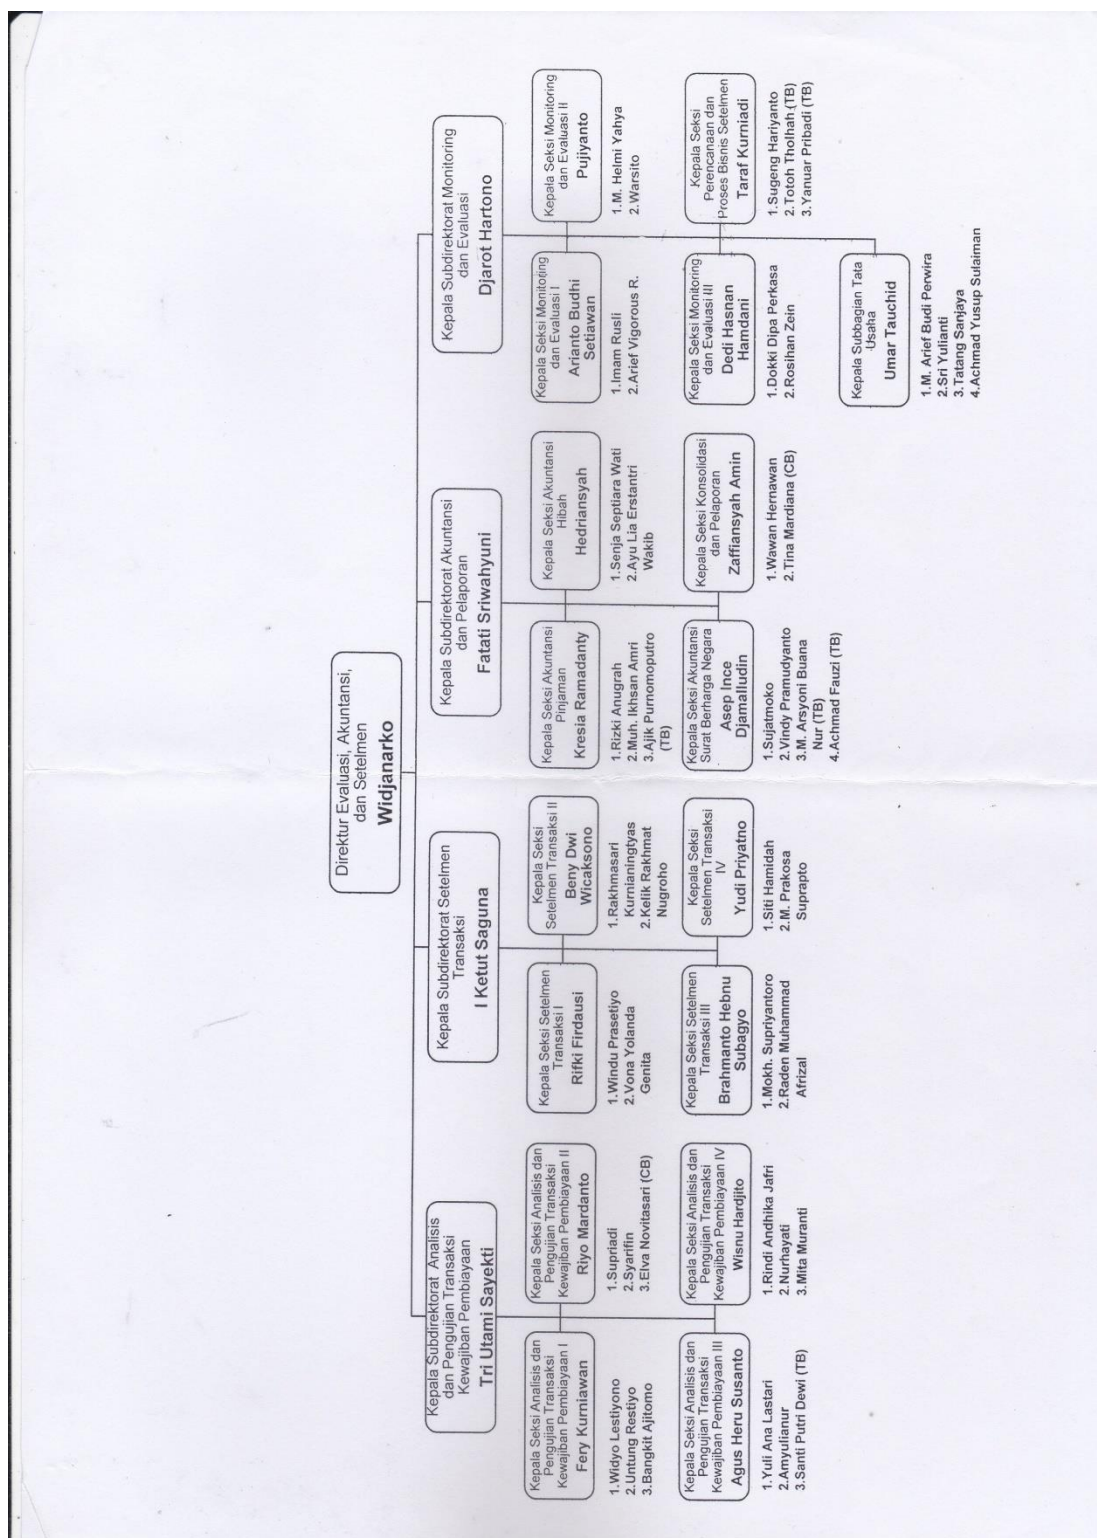 Direktur Evaluasi, Akuntansi,
dan Setelmen
Widjanarko
Kepala Subdirektorat Analisis
dan Pengujian Transaksi
Kewajiban Pembiayaan
Tri Utami Sayekti
Kepala Seksi Analisis dan
Pengujian Transaksi
Kewajiban Pembiayaan I
Fery Kurniawan
1.Widyo Lestiyono
2.Untung Restiyo
3.Bangkit Ajitomo
Kepala Seksi Analisis dan
Pengujian Transaksi
Kewajiban Pembiayaan II
Riyo Mardanto
1.Supriadi
2.Syarifin
3.Elva Novitasari (CB)
Kepala Seksi Analisis dan
Pengujian Transaksi
Kewajiban Pembiayaan III
Agus Heru Susanto
1.Yuli Ana Lastari
2.Amyulianur
3.Santi Putri Dewi (TB)
Kepala Seksi Analisis dan
Pengujian Transaksi
Kewajiban Pembiayaan IV
Wisnu Hardjito
1.Rindi Andhika Jafri
2.Nurhayati
3.Mita Muranti
Kepala Subdirektorat Setelmen
Transaksi
I Ketut Saguna
Kepala Seksi Setelmen
Transaksi I
Rifki Firdausi
1.Windu Prasetiyo
2.Vona Yolanda
Genita
Kepala Seksi
Setelmen Transaksi II
Beny Dwi
Wicaksono
1.Rakhmasari
Kurnianingtyas
2.Kelik Rakhmat
Nugroho
Kepala Seksi Setelmen
Transaksi III
Brahmanto Hebnu
Subagyo
1.Mokh. Supriyantoro
2.Raden Muhammad
Afrizal
Kepala Seksi
Setelmen Transaksi
IV
Yudi Priyatno
1.Siti Hamidah
2.M. Prakosa
Suprapto
Kepala Subdirektorat Akuntansi
dan Pelaporan
Fatati Sriwahyuni
Kepala Seksi Akuntansi
Pinjaman
Kresia Ramadanty
1.Rizki Anugrah
2.Muh. Ikhsan Amri
3.Ajik Purnomoputro
(TB)
Kepala Seksi Akuntansi
Hibah
Hedriansyah
1.Senja Septiara Wati
2.Ayu Lia Erstantri
Wakib
Kepala Seksi Akuntansi
Surat Berharga Negara
Asep Ince
Djamalludin
1.Sujatmoko
2.Vindy Pramudyanto
3.M. Arsyoni Buana
Nur (TB)
4.Achmad Fauzi (TB)
Kepala Seksi Konsolidasi
dan Pelaporan
Zaffiansyah Amin
1.Wawan Hernawan
2.Tina Mardiana (CB)
Kepala Subdirektorat Monitoring
dan Evaluasi
Djarot Hartono
Kepala Seksi Monitoring
dan Evaluasi I
Arianto Budhi
Setiawan
1.Imam Rusli
2.Arief Vigorous R.
Kepala Seksi Monitoring
dan Evaluasi II
Pujiyanto
1.M. Helmi Yahya
2.Warsito
Kepala Seksi Monitoring
dan Evaluasi III
Dedi Hasnan
Hamdani
1.Dokki Dipa Perkasa
2.Rosihan Zein
Kepala Seksi
Perencanaan dan
Proses Bisnis Setelmen
Taraf Kurniadi
1.Sugeng Hariyanto
2.Totoh Tholhah (TB)
3.Yanuar Pribadi (TB)
Kepala Subbagian Tata
Usaha
Umar Tauchid
1.M. Arief Budi Perwira
2.Sri Yulianti
3.Tatang Sanjaya
4.Achmad Yusup Sulaiman